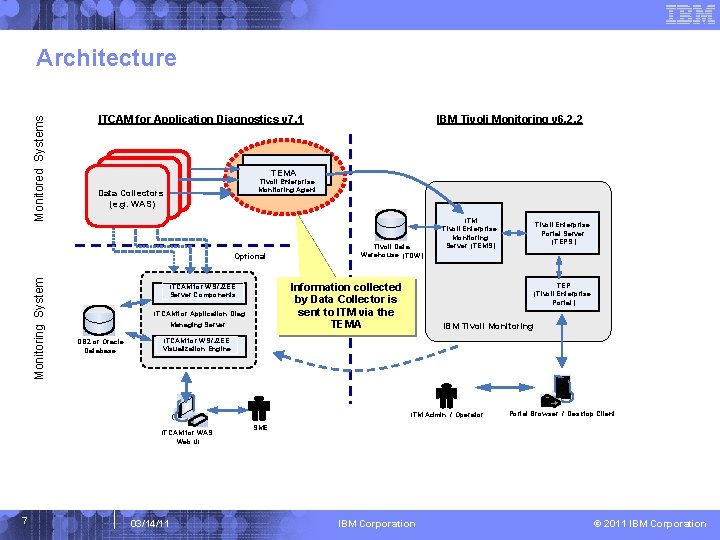 IBM
Architecture
Monitored Systems
ITCAM for Application Diagnostics v7.1
IBM Tivoli Monitoring v6.2.2
TEMA
Tivoli Enterprise
Monitoring Agent
Data Collectors
(e.g. WAS)
ITM
Tivoli Enterprise
Monitoring
Server (TEMS)
Tivoli Enterprise
Portal Server
(TEPS)
Tivoli Data
Warehouse (TDW)
Optional
Monitoring System
ITCAM for WS/J2EE
Server Components
ITCAM for Application Diag
Managing Server
ITCAM for WS/J2EE
Visualization Engine
DB2 or Oracle
Database
Information collected
by Data Collector is
sent to ITM via the
TEMA
TEP
(Tivoli Enterprise
Portal)
IBM Tivoli Monitoring
ITM Admin / Operator
Portal Browser / Desktop Client
SME
ITCAM for WAS
Web UI
7
03/14/11
IBM Corporation
© 2011 IBM Corporation